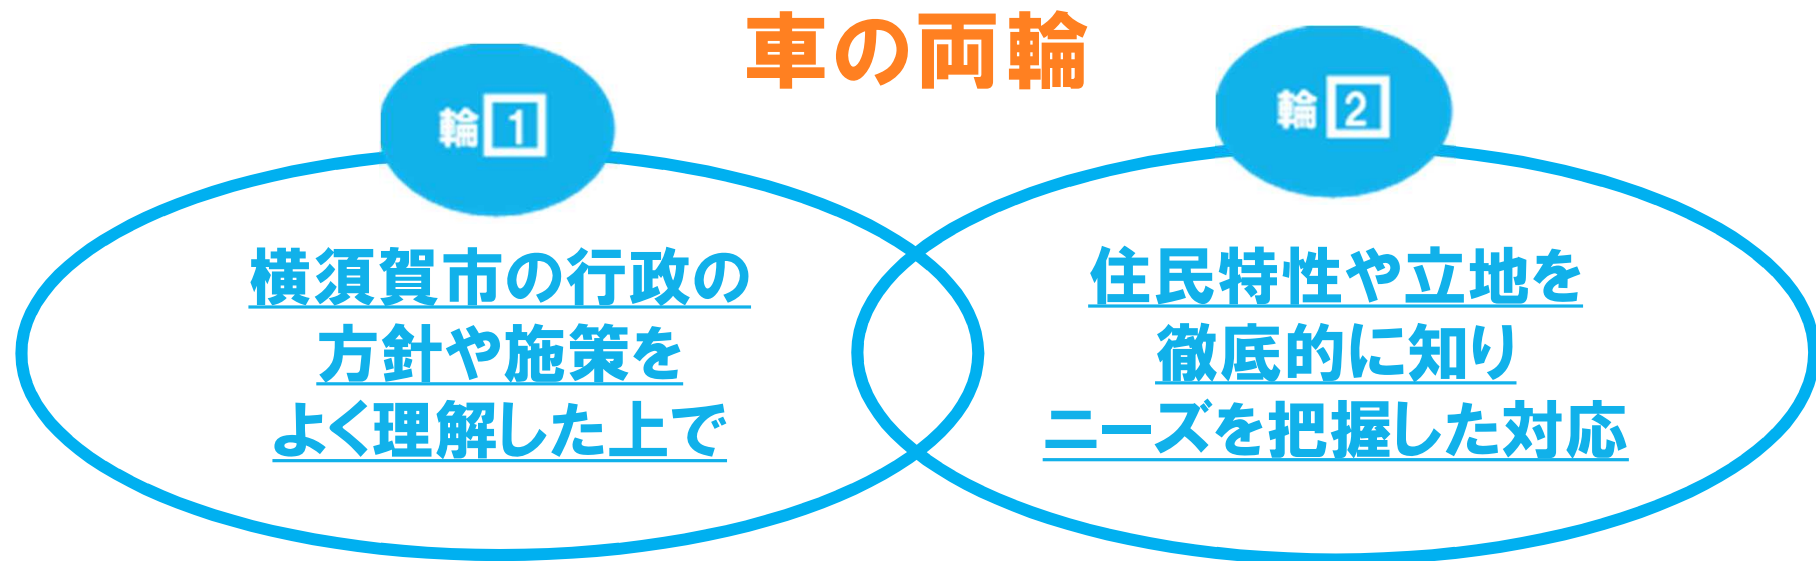 車の両輪
輪1
横須賀市の行政の
方針や施策を
よく理解した上で
輪2
住民特性や立地を
徹底的に知り
ニーズを把握した対応